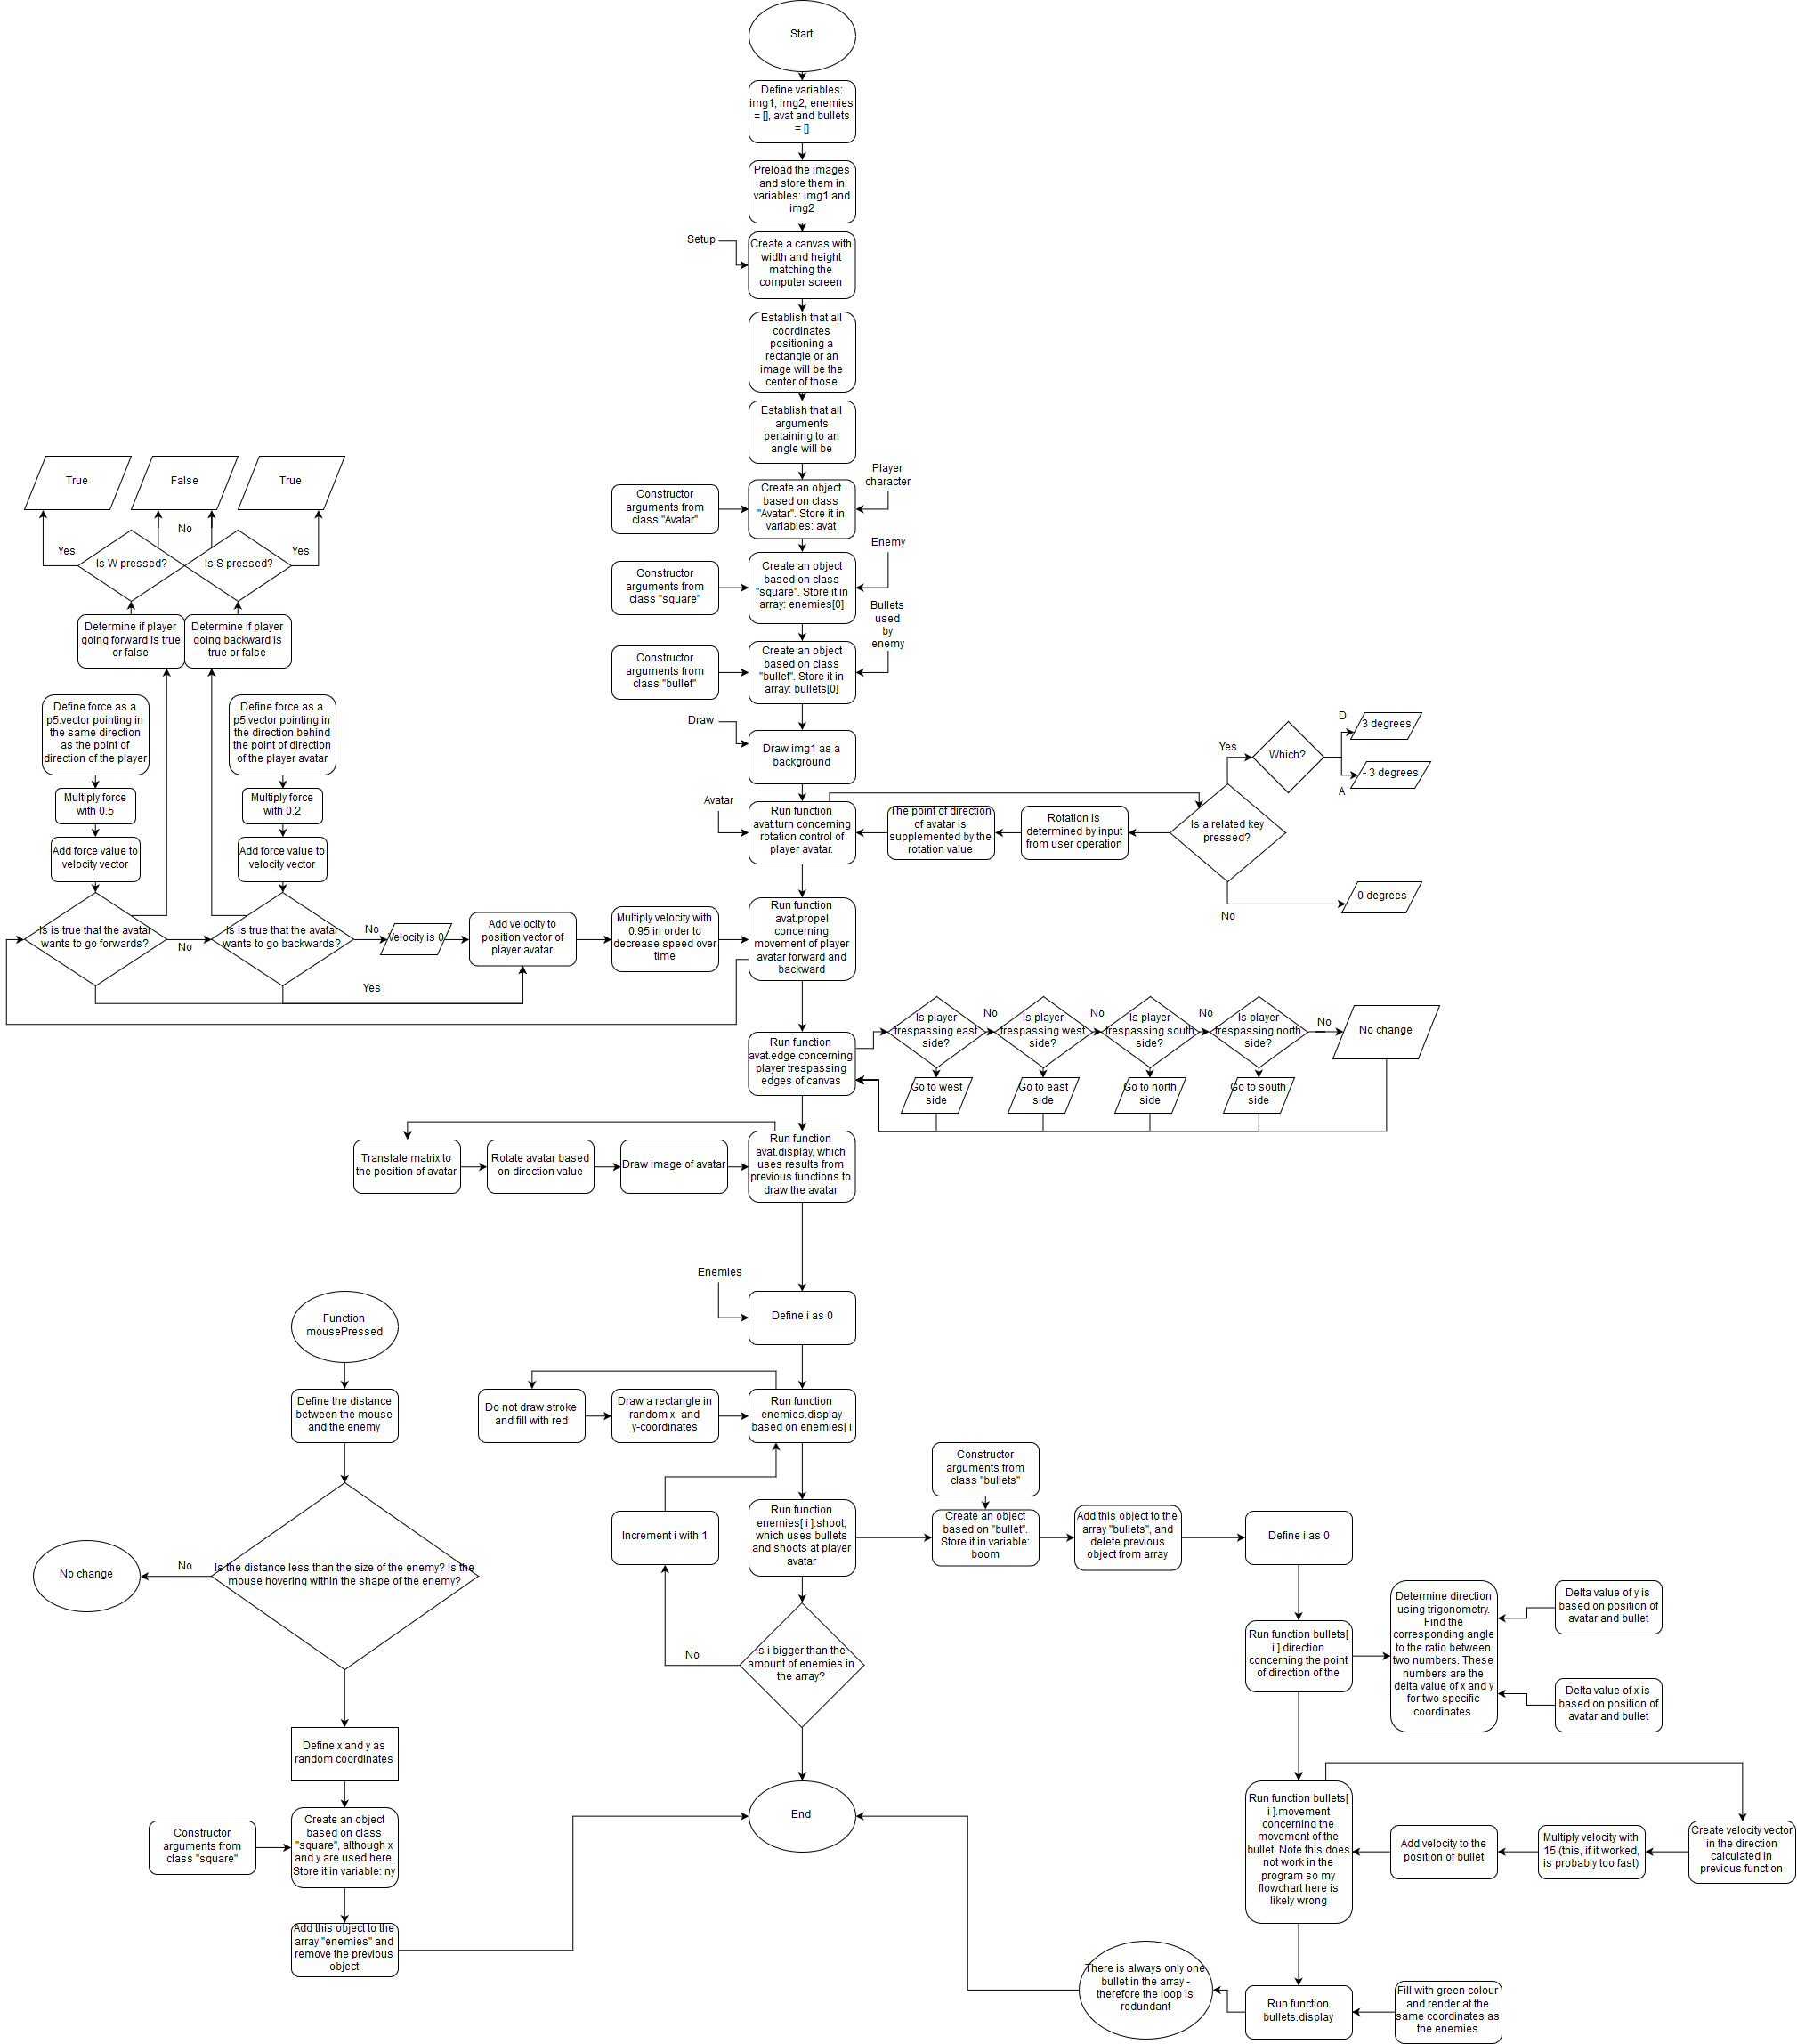 Start
Define variables:
img1, img2, enemies
= [], avat and bullets
= []
Preload the images
and store them in
variables: img1 and
img2
Setup
Create a canvas with
width and height
matching the
computer screen
Establish that all
coordinates
positioning a
rectangle or an
image will be the
center of those
Establish that all
arguments
pertaining to an
angle will be
Player
character
Constructor
arguments from
class "Avatar"
Create an object
based on class
"Avatar". Store it in
variables: avat
Enemy
Constructor
arguments from
class "square"
Create an object
based on class
"square". Store it in
array: enemies[0]
Bullets
used
by
enemy
Constructor
arguments from
class "bullet"
Create an object
based on class
"bullet". Store it in
array: bullets[0]
Draw
Draw img1 as a
background
Avatar
Run function
avat.turn concerning
rotation control of
player avatar.
The point of direction
of avatar is
supplemented by the
rotation value
Rotation is
determined by input
from user operation
Is a related key
pressed?
Yes
Which?
D
3 degrees
- 3 degrees
A
No
0 degrees
True
False
True
Yes
Is W pressed?
No
Is S pressed?
Yes
Determine if player
going forward is true
or false
Determine if player
going backward is
true or false
Define force as a
p5.vector pointing in
the same direction
as the point of
direction of the player
Define force as a
p5.vector pointing in
the direction behind
the point of direction
of the player avatar
Multiply force
with 0.5
Multiply force
with 0.2
Add force value to
velocity vector
Add force value to
velocity vector
Is is true that the avatar
wants to go forwards?
No
Is is true that the avatar
wants to go backwards?
No
Velocity is 0
Yes
Add velocity to
position vector of
player avatar
Multiply velocity with
0.95 in order to
decrease speed over
time
Run function
avat.propel
concerning
movement of player
avatar forward and
backward
Run function
avat.edge concerning
player trespassing
edges of canvas
Is player
trespassing east
side?
No
Is player
trespassing west
side?
No
Is player
trespassing south
side?
No
Is player
trespassing north
side?
No
No change
Go to west
side
Go to east
side
Go to north
side
Go to south
side
Translate matrix to
the position of avatar
Rotate avatar based
on direction value
Draw image of avatar
Run function
avat.display, which
uses results from
previous functions to
draw the avatar
Enemies
Define i as 0
Do not draw stroke
and fill with red
Draw a rectangle in
random x- and
y-coordinates
Run function
enemies.display
based on enemies[ i
Increment i with 1
Run function
enemies[ i ].shoot,
which uses bullets
and shoots at player
avatar
No
Is i bigger than the
amount of enemies in
the array?
End
Function
mousePressed
Define the distance
between the mouse
and the enemy
No change
No
Is the distance less than the size of the enemy? Is the
mouse hovering within the shape of the enemy?
Define x and y as
random coordinates
Constructor
arguments from
class "square"
Create an object
based on class
"square", although x
and y are used here.
Store it in variable: ny
Add this object to the
array "enemies" and
remove the previous
object
Constructor
arguments from
class "bullets"
Create an object
based on "bullet".
Store it in variable:
boom
Add this object to the
array "bullets", and
delete previous
object from array
Define i as 0
Run function bullets[
i ].direction
concerning the point
of direction of the
Determine direction
using trigonometry.
Find the
corresponding angle
to the ratio between
two numbers. These
numbers are the
delta value of x and y
for two specific
coordinates.
Delta value of y is
based on position of
avatar and bullet
Delta value of x is
based on position of
avatar and bullet
Run function bullets[
i ].movement
concerning the
movement of the
bullet. Note this does
not work in the
program so my
flowchart here is
likely wrong
Add velocity to the
position of bullet
Multiply velocity with
15 (this, if it worked,
is probably too fast)
Create velocity vector
in the direction
calculated in
previous function
There is always only one
bullet in the array -
therefore the loop is
redundant
Run function
bullets.display
Fill with green colour
and render at the
same coordinates as
the enemies